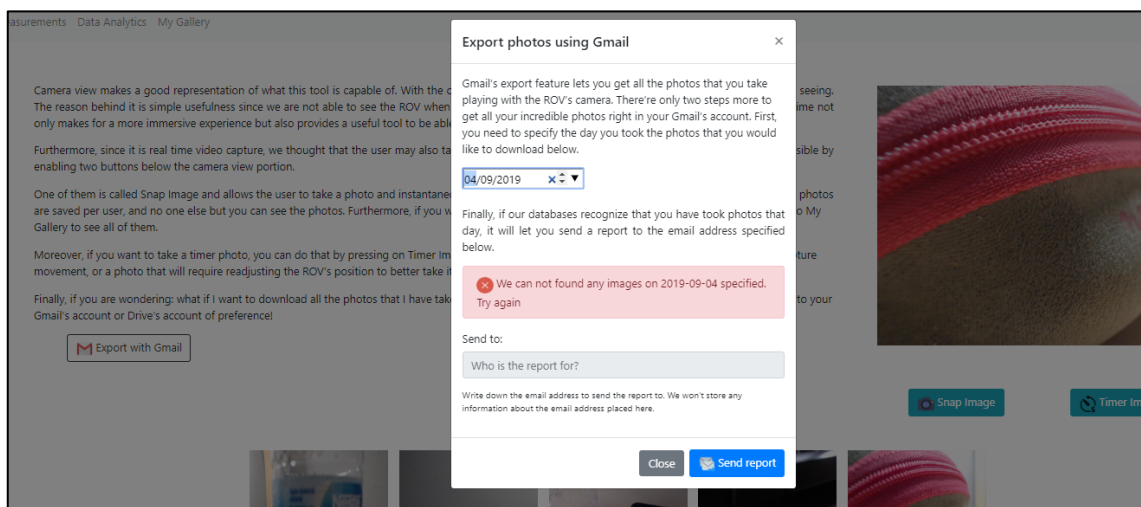 asurements Data Analytics My Gallery
Export photos using Gmail ×
Camera view makes a good representation of what this tool is capable of. With the
seeing.
The reason behind it is simple usefulness since we are not able to see the ROV when
ime not
only makes for a more immersive experience but also provides a useful tool to be abl
Furthermore, since it is real time video capture, we thought that the user may also ta
sible by
enabling two buttons below the camera view portion.
One of them is called Snap Image and allows the user to take a photo and instantane
photos
are saved per user, and no one else but you can see the photos. Furthermore, if you w
o My
Gallery to see all of them.
Moreover, if you want to take a timer photo, you can do that by pressing on Timer Im
ture
movement, or a photo that will require readjusting the ROV's position to better take i
Finally, if you are wondering: what if I want to download all the photos that I have tak
to your
Gmail's account or Drive's account of preference!
Export with Gmail
Gmail's export feature lets you get all the photos that you take
playing with the ROV's camera. There're only two steps more to
get all your incredible photos right in your Gmail's account. First,
you need to specify the day you took the photos that you would
like to download below.
04/09/2019
Finally, if our databases recognize that you have took photos that
day, it will let you send a report to the email address specified
below.
We can not found any images on 2019-09-04 specified.
Try again
Send to:
Who is the report for?
Write down the email address to send the report to. We won't store any
information about the email address placed here.
Close
Send report
Snap Image
Timer Im